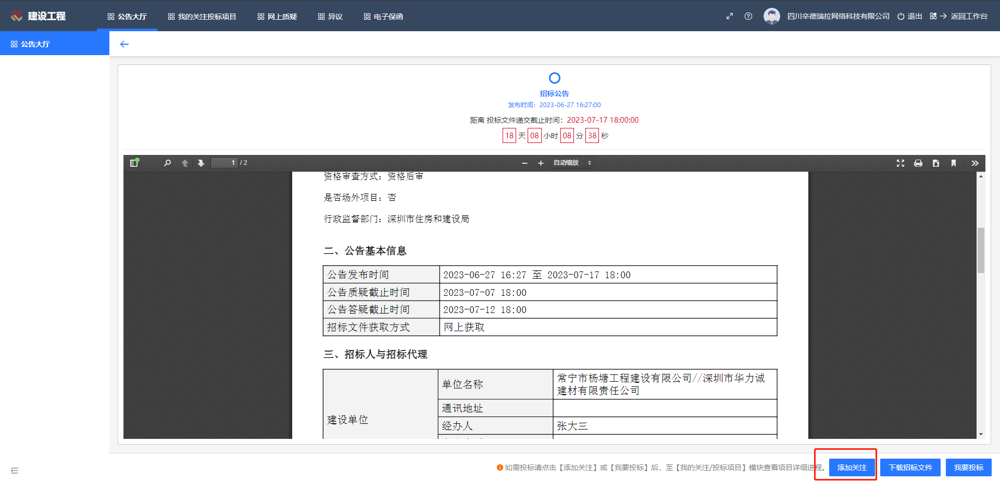 建设工程
公告大厅
我的关注投标项目
网上质疑
异议
电子保函
四川辛德瑞拉网络科技有限公司
退出
返回工作台
公告大厅
招标公告
发布时间：2023-06-27 16:27:00
距离 投标文件递交截止时间：2023-07-17 18:00:00
18 天 08 小时 08 分 38 秒
1 / 2
自动缩放
资格审查方式：资格后审
是否场外项目：否
行政监督部门：深圳市住房和建设局
二、公告基本信息
公告发布时间 2023-06-27 16:27 至 2023-07-17 18:00
公告质疑截止时间 2023-07-07 18:00
公告答疑截止时间 2023-07-12 18:00
招标文件获取方式 网上获取
三、招标人与招标代理
建设单位
单位名称
常宁市杨塘工程建设有限公司//深圳市华力诚
建材有限责任公司
通讯地址
经办人 张大三
如需投标请点击【添加关注】或【我要投标】后，至【我的关注/投标项目】模块查看项目详细进程。
添加关注
下载招标文件
我要投标